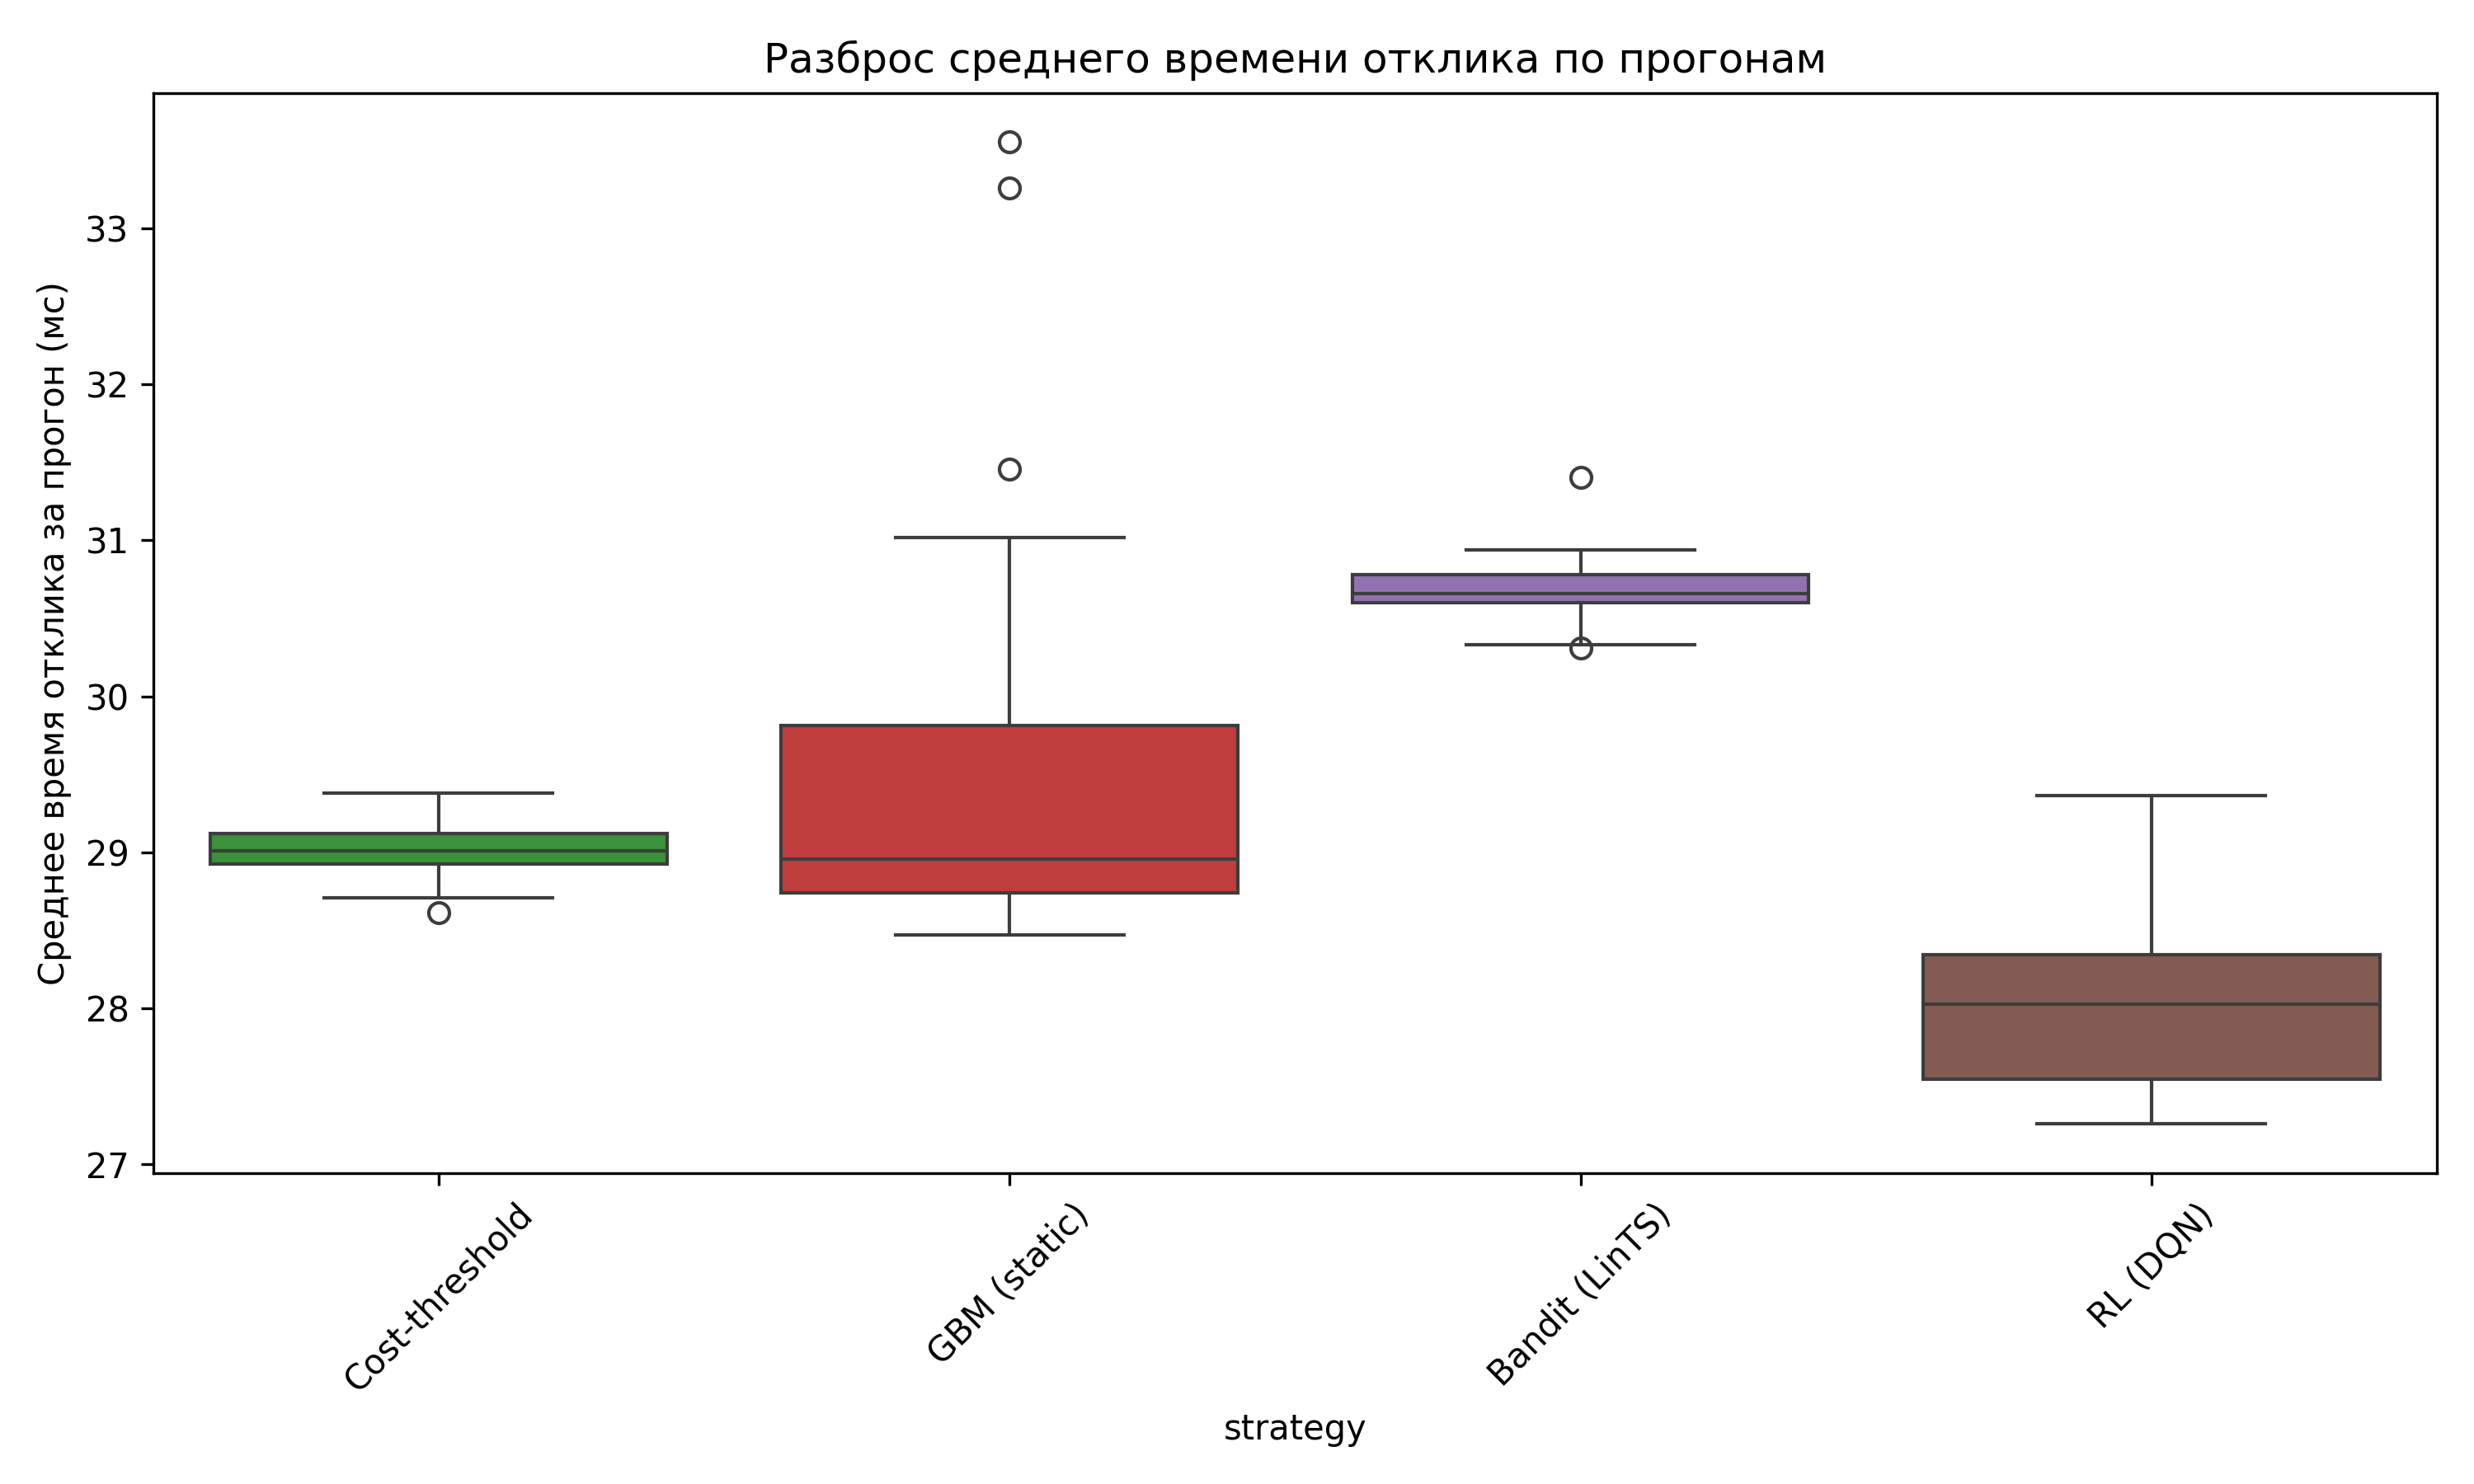 Разброс среднего времени отклика по прогонам
Среднее время отклика за прогон (мс)
33
32
31
30
29
28
27
Cost-threshold
GBM (static)
Bandit (LinTS)
RL (DQN)
strategy